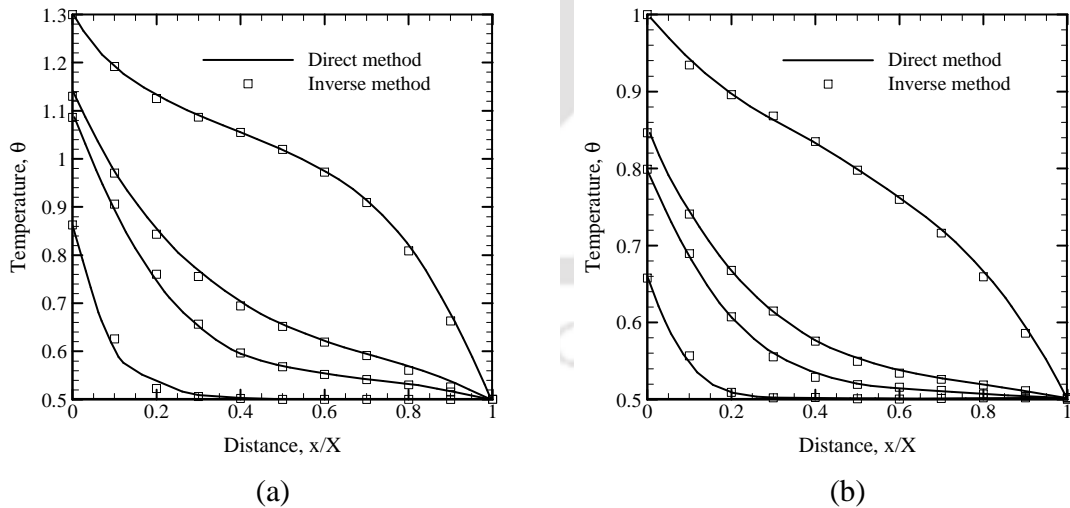 1.3
1.2
1.1
1
0.9
0.8
0.7
0.6
0.5
Temperature, θ
Direct method
Inverse method
0 0.2 0.4 0.6 0.8 1
Distance, x/X
(a)
1
0.9
0.8
0.7
0.6
0.5
Temperature, θ
Direct method
Inverse method
0 0.2 0.4 0.6 0.8 1
Distance, x/X
(b)